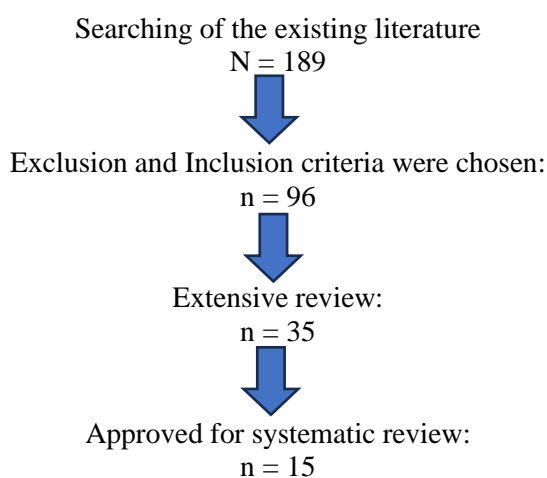 Searching of the existing literature
N = 189
Exclusion and Inclusion criteria were chosen:
n = 96
Extensive review:
n = 35
Approved for systematic review:
n = 15